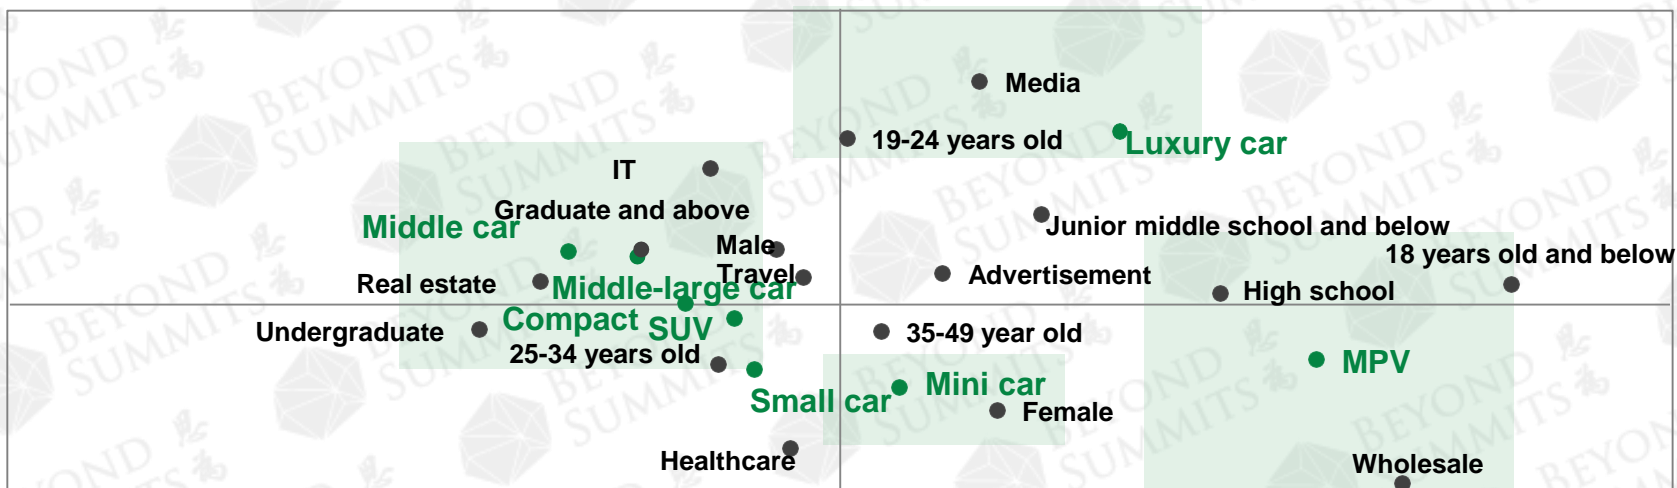 Media
19-24 years old
Luxury car
IT
Graduate and above
Middle car
Junior middle school and below
Male
18 years old and below
Travel
Advertisement
Real estate
Middle-large car
High school
Compact
SUV
Undergraduate
35-49 year old
25-34 years old
MPV
Mini car
Small car
Female
Healthcare
Wholesale
BEYOND
SUMMITS